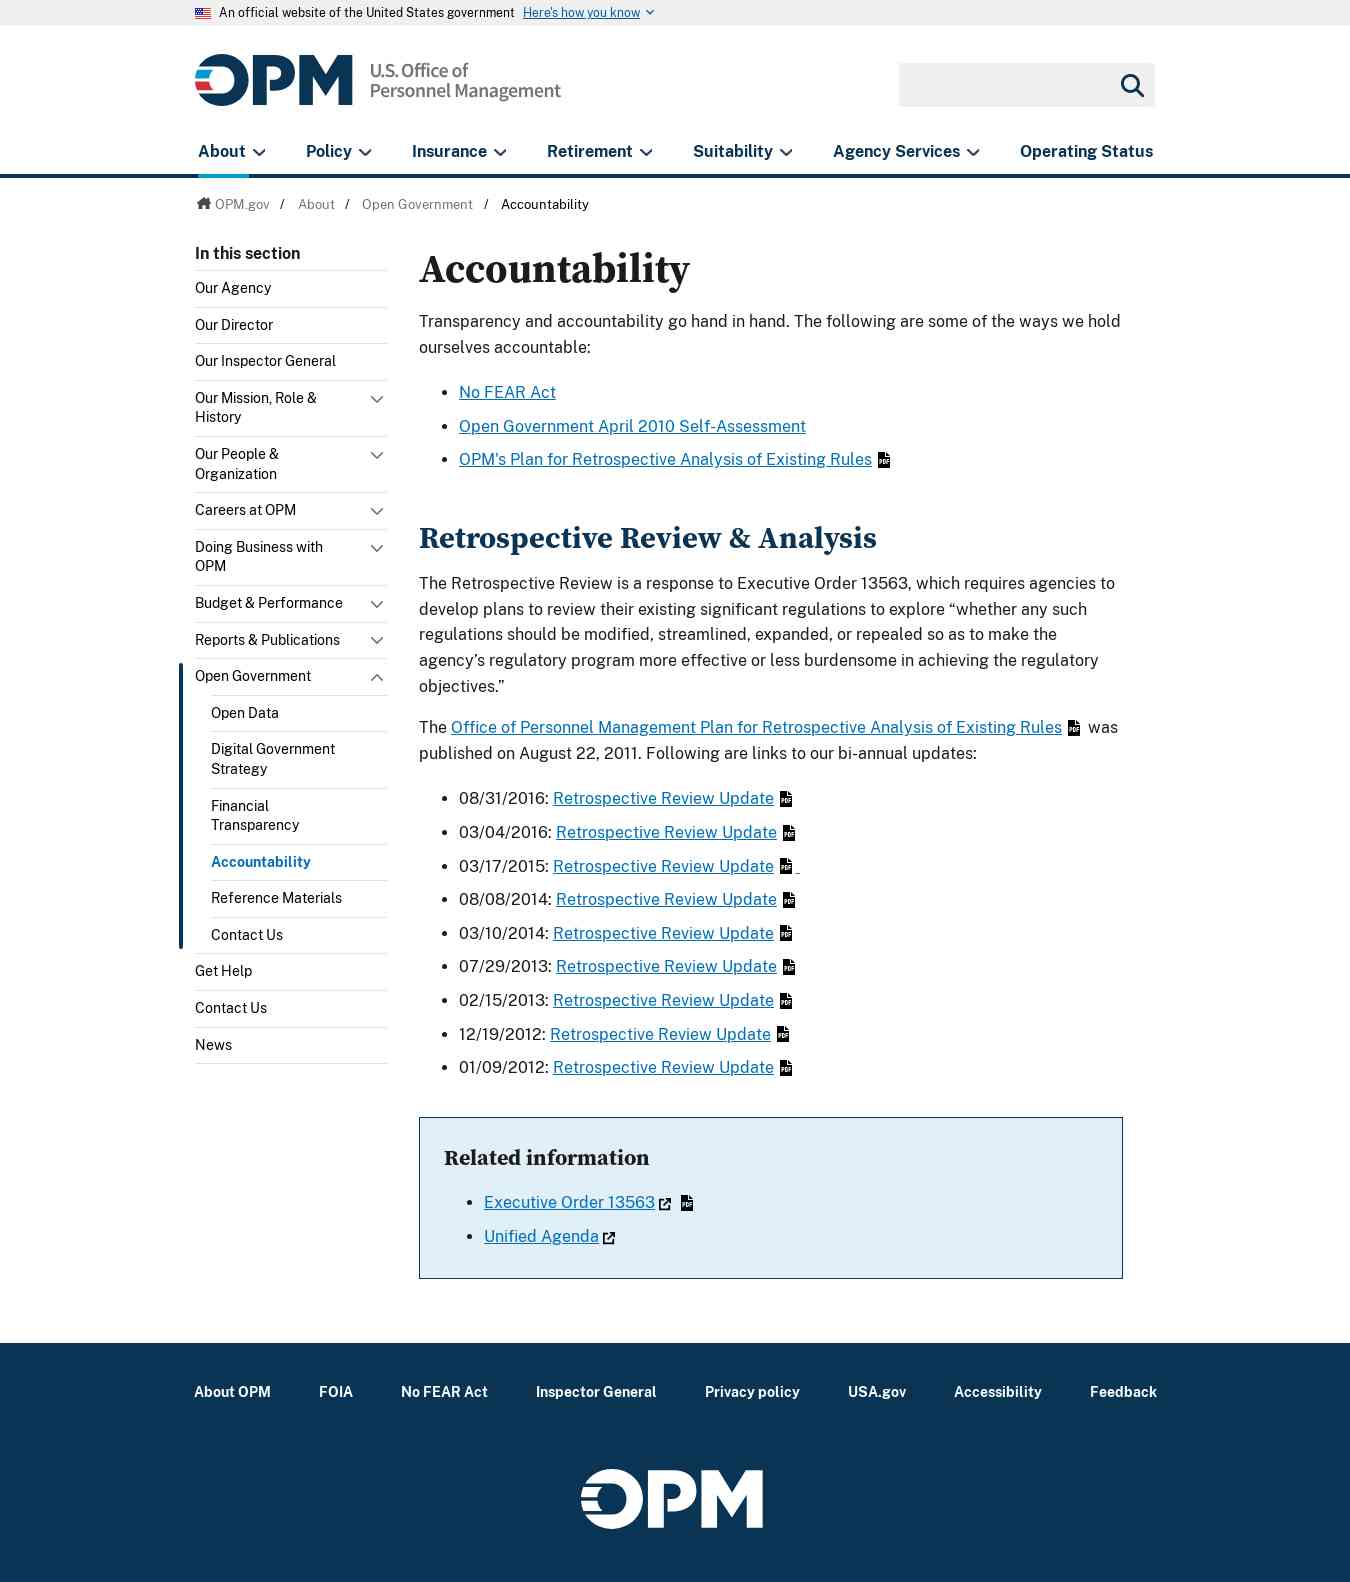 An official website of the United States government Here's how you know
OPM U.S. Office of
Personnel Management
About Policy Insurance Retirement Suitability Agency Services Operating Status
OPM.gov / About / Open Government / Accountability
In this section
Our Agency
Our Director
Our Inspector General
Our Mission, Role &
History
Our People &
Organization
Careers at OPM
Doing Business with
OPM
Budget & Performance
Reports & Publications
Open Government
Open Data
Digital Government
Strategy
Financial
Transparency
Accountability
Reference Materials
Contact Us
Get Help
Contact Us
News
Accountability
Transparency and accountability go hand in hand. The following are some of the ways we hold
ourselves accountable:
• No FEAR Act
• Open Government April 2010 Self-Assessment
• OPM's Plan for Retrospective Analysis of Existing Rules PDF
Retrospective Review & Analysis
The Retrospective Review is a response to Executive Order 13563, which requires agencies to
develop plans to review their existing significant regulations to explore “whether any such
regulations should be modified, streamlined, expanded, or repealed so as to make the
agency’s regulatory program more effective or less burdensome in achieving the regulatory
objectives.”
The Office of Personnel Management Plan for Retrospective Analysis of Existing Rules PDF was
published on August 22, 2011. Following are links to our bi-annual updates:
• 08/31/2016: Retrospective Review Update PDF
• 03/04/2016: Retrospective Review Update PDF
• 03/17/2015: Retrospective Review Update PDF
• 08/08/2014: Retrospective Review Update PDF
• 03/10/2014: Retrospective Review Update PDF
• 07/29/2013: Retrospective Review Update PDF
• 02/15/2013: Retrospective Review Update PDF
• 12/19/2012: Retrospective Review Update PDF
• 01/09/2012: Retrospective Review Update PDF
Related information
• Executive Order 13563 PDF
• Unified Agenda
About OPM FOIA No FEAR Act Inspector General Privacy policy USA.gov Accessibility Feedback
OPM